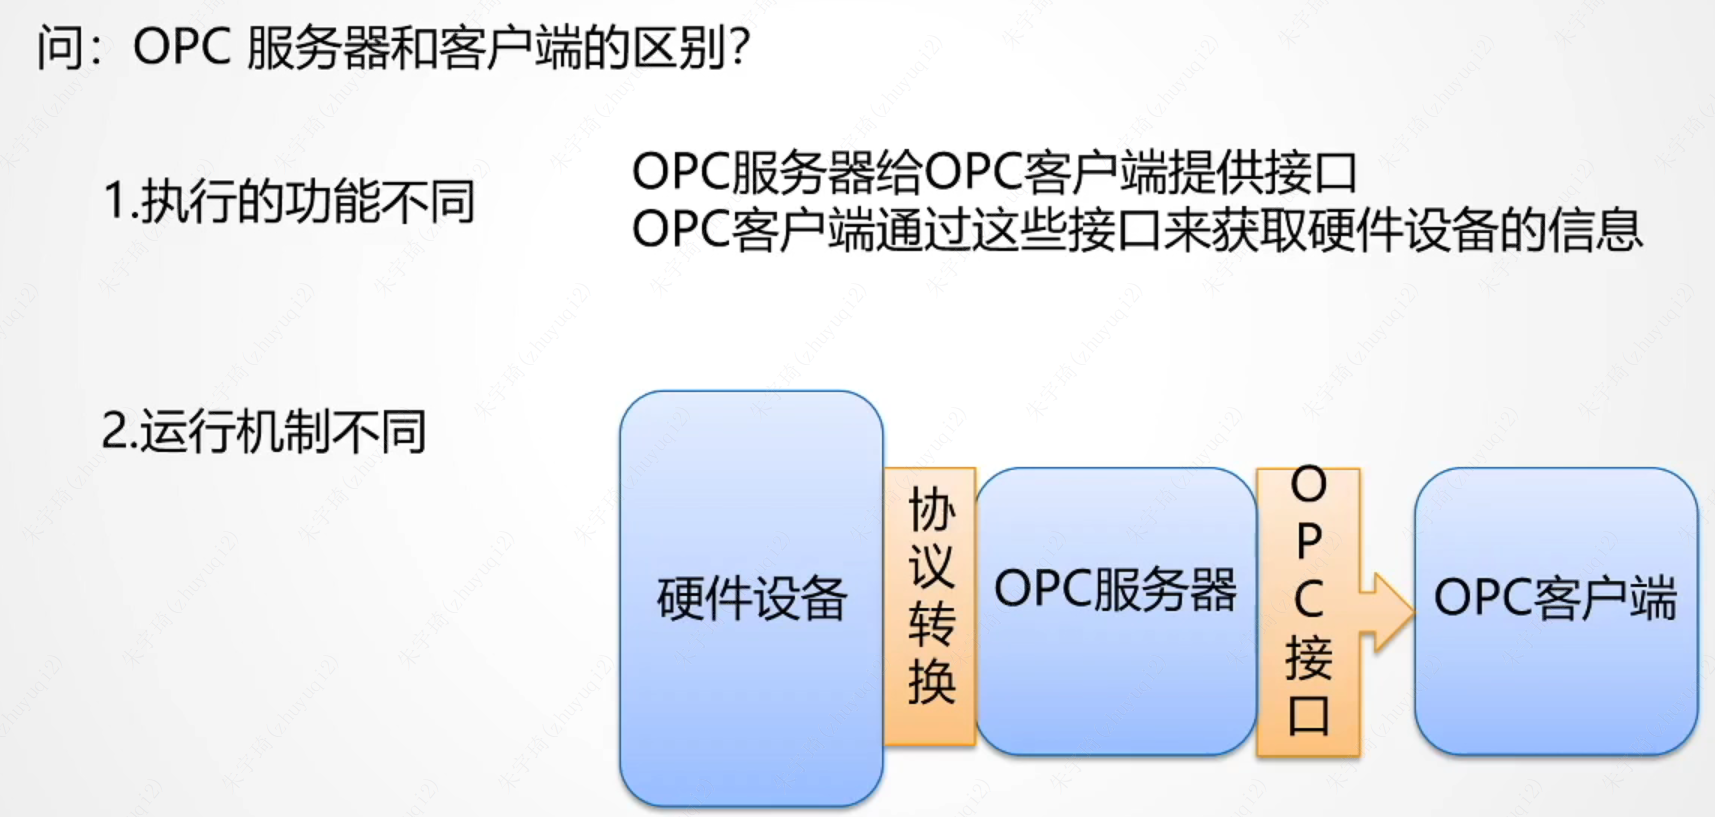 问：OPC 服务器和客户端的区别?
1.执行的功能不同
OPC服务器给OPC客户端提供接口
OPC客户端通过这些接口来获取硬件设备的信息
2.运行机制不同
硬件设备
协议转换
OPC服务器
OPC接口
OPC客户端
朱宇琦(zhuyuqi2)